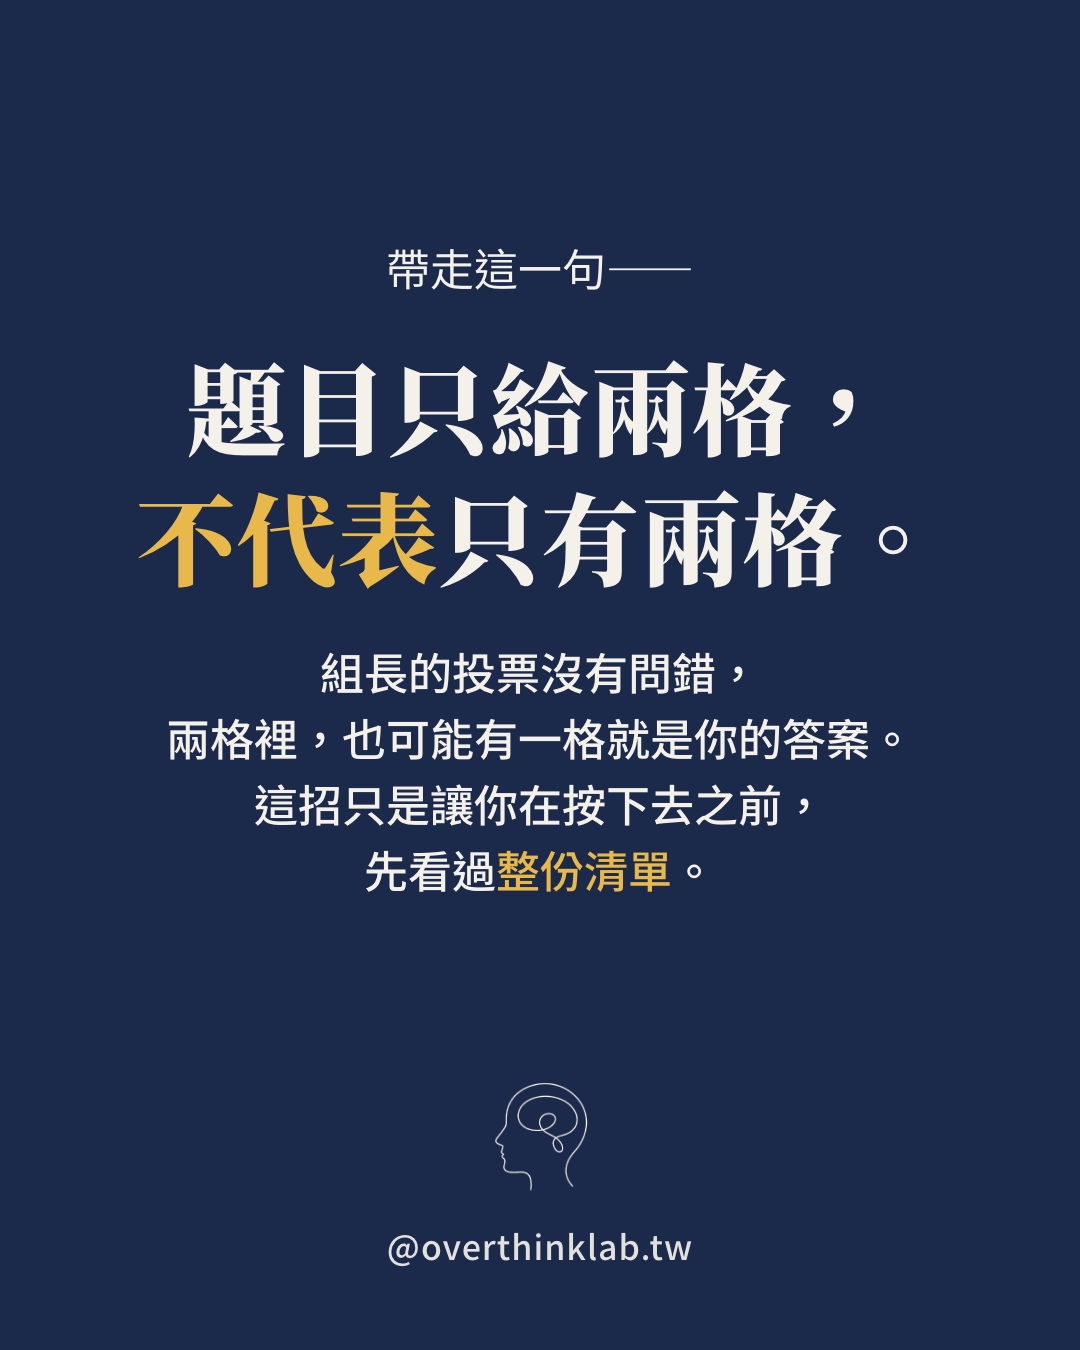 帶走這一句——
題目只給兩格，
不代表只有兩格。
組長的投票沒有問錯，
兩格裡，也可能有一格就是你的答案。
這招只是讓你在按下去之前，
先看過整份清單。
@overthinklab.tw